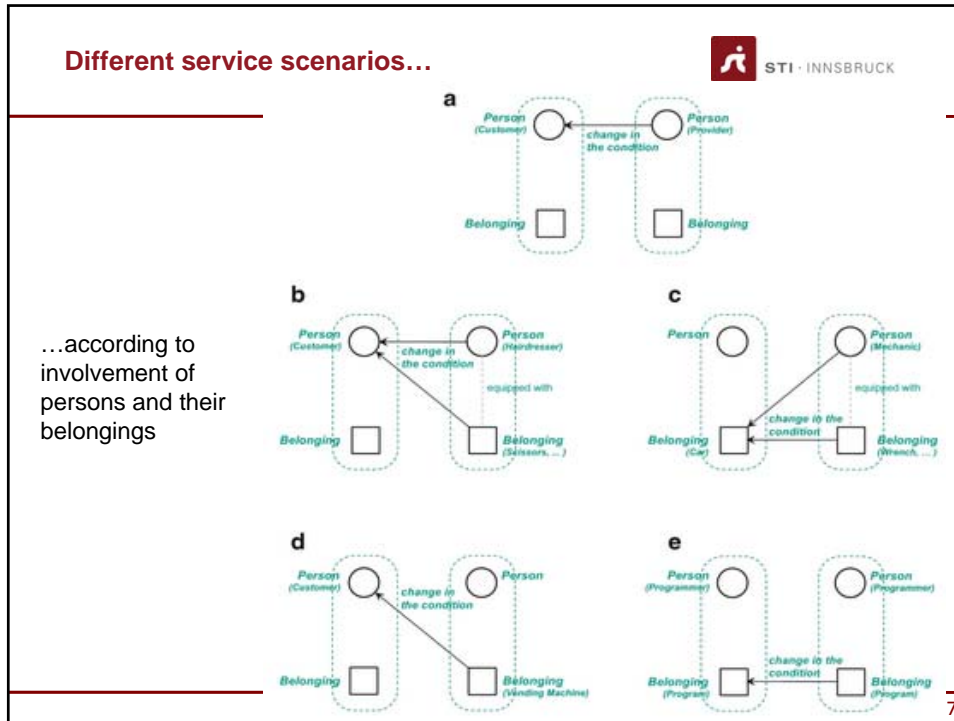 Different service scenarios…
STI · INNSBRUCK
…according to
involvement of
persons and their
belongings
a
Person
(Customer)
change in
the condition
Person
(Provider)
Belonging
Belonging
b
Person
(Customer)
change in
the condition
Person
(Hairdresser)
equipped with
Belonging
Belonging
(Scissors, ... )
c
Person
Person
(Mechanic)
equipped with
change in the
condition
Belonging
(Car)
Belonging
(Wrench, ... )
d
Person
(Customer)
change in
the condition
Person
Belonging
Belonging
(Vending Machine)
e
Person
(Programmer)
Person
(Programmer)
change in the
condition
Belonging
(Program)
Belonging
(Program)
7